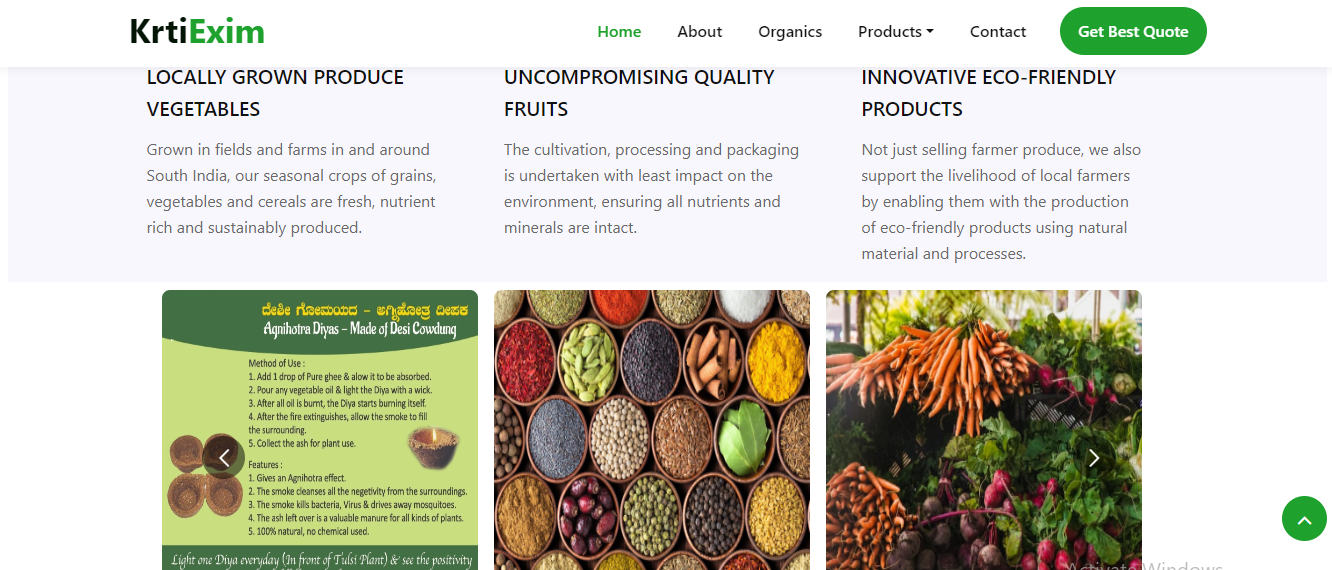 KrtiExim
Home About Organics Products Contact Get Best Quote
LOCALLY GROWN PRODUCE
VEGETABLES
Grown in fields and farms in and around
South India, our seasonal crops of grains,
vegetables and cereals are fresh, nutrient
rich and sustainably produced.
UNCOMPROMISING QUALITY
FRUITS
The cultivation, processing and packaging
is undertaken with least impact on the
environment, ensuring all nutrients and
minerals are intact.
INNOVATIVE ECO-FRIENDLY
PRODUCTS
Not just selling farmer produce, we also
support the livelihood of local farmers
by enabling them with the production
of eco-friendly products using natural
material and processes.
ದೇಶೀ ಗೋಮಯದ – ಅಗ್ನಿಹೋತ್ರ ದೀಪಕ
Agnihotra Diyas – Made of Desi Cowdung
Method of Use :
1. Add 1 drop of Pure ghee & alow it to be absorbed.
2. Pour any vegetable oil & light the Diya with a wick.
3. After all oil is burnt, the Diya starts burning itself.
4. After the fire extinguishes, allow the smoke to fill
the surrounding.
5. Collect the ash for plant use.
Features :
1. Gives an Agnihotra effect.
2. The smoke cleanses all the negetivity from the surroundings.
3. The smoke kills bacteria, Virus & drives away mosquitoes.
4. The ash left over is a valuable manure for all kinds of plants.
5. 100% natural, no chemical used.
Light one Diya everyday (In front of Tulsi Plant) & see the positivity
Activate Windows